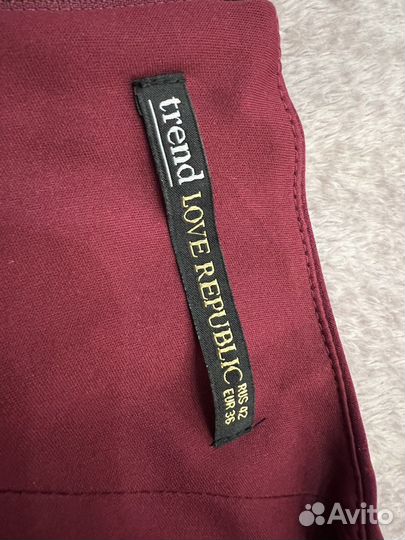 trend LOVE REPUBLIC
RUS 42
EUR 36
Avito